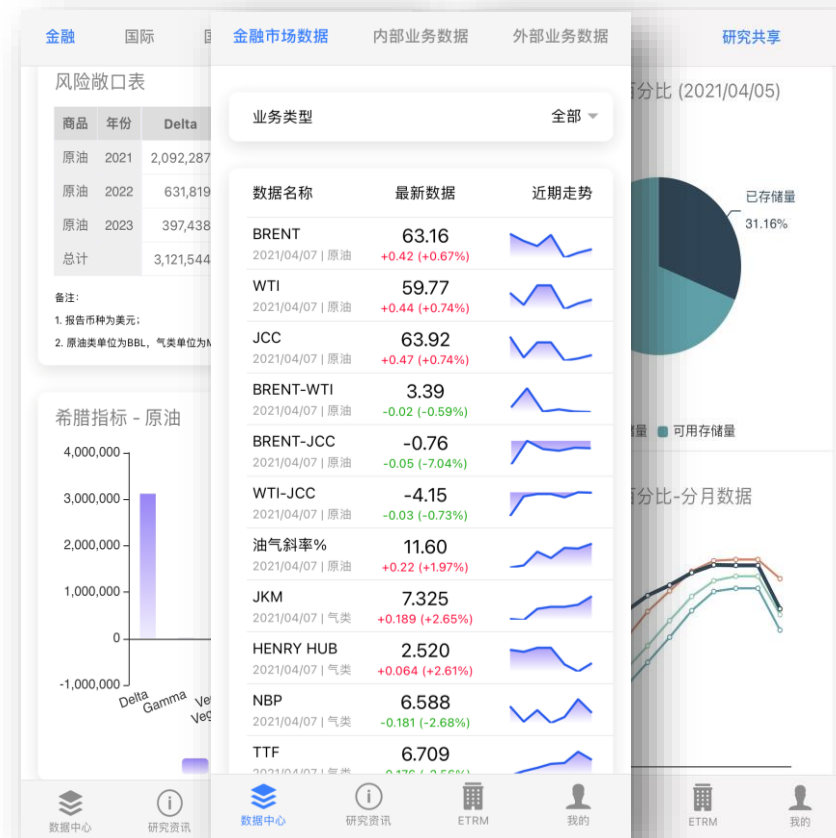 金融 国际
风险敞口表
商品 年份 Delta
原油 2021 2,092,287
原油 2022 631,819
原油 2023 397,438
总计 3,121,544
备注:
1. 报告币种为美元;
2. 原油类单位为BBL, 气类单位为
希腊指标 - 原油
4,000,000
3,000,000
2,000,000
1,000,000
0
-1,000,000
Delta Gamma
数据中心 研究资讯
金融市场数据 内部业务数据 外部业务数据
业务类型 全部
数据名称 最新数据 近期走势
BRENT 63.16
2021/04/07 | 原油 +0.42 (+0.67%)
WTI 59.77
2021/04/07 | 原油 +0.44 (+0.74%)
JCC 63.92
2021/04/07 | 原油 +0.47 (+0.74%)
BRENT-WTI 3.39
2021/04/07 | 原油 -0.02 (-0.59%)
BRENT-JCC -0.76
2021/04/07 | 原油 -0.05 (-7.04%)
WTI-JCC -4.15
2021/04/07 | 原油 -0.03 (-0.73%)
油气斜率% 11.60
2021/04/07 | 原油 +0.22 (+1.97%)
JKM 7.325
2021/04/07 | 气类 +0.189 (+2.65%)
HENRY HUB 2.520
2021/04/07 | 气类 +0.064 (+2.61%)
NBP 6.588
2021/04/07 | 气类 -0.181 (-2.68%)
TTF 6.709
2021/04/07 | 气类 -0.176 (-2.56%)
数据中心 研究资讯 ETRM 我的
研究共享
百分比 (2021/04/05)
已存储量
31.16%
量 可用存储量
百分比-分月数据
ETRM 我的